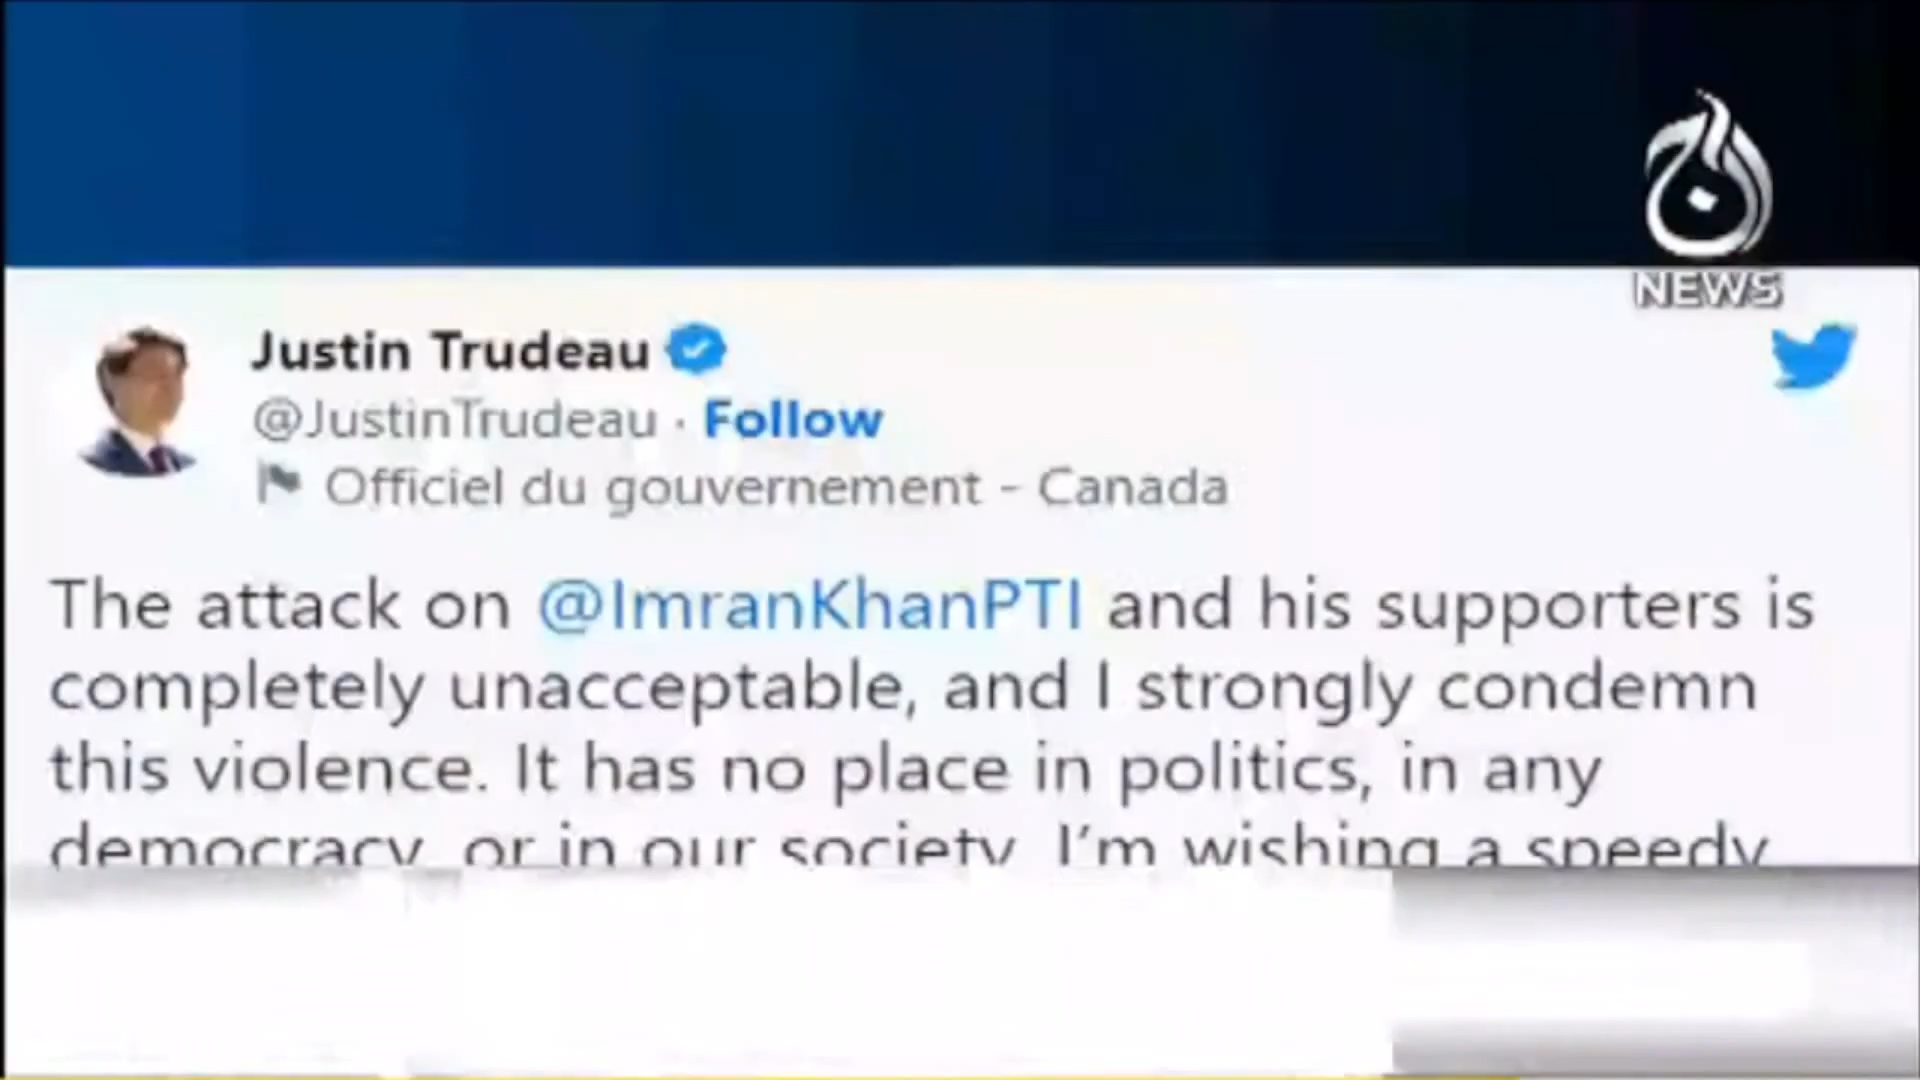 آج
NEWS
Justin Trudeau
@JustinTrudeau · Follow
Officiel du gouvernement - Canada
The attack on @ImranKhanPTI and his supporters is
completely unacceptable, and I strongly condemn
this violence. It has no place in politics, in any
democracy, or in our society. I'm wishing a speedy